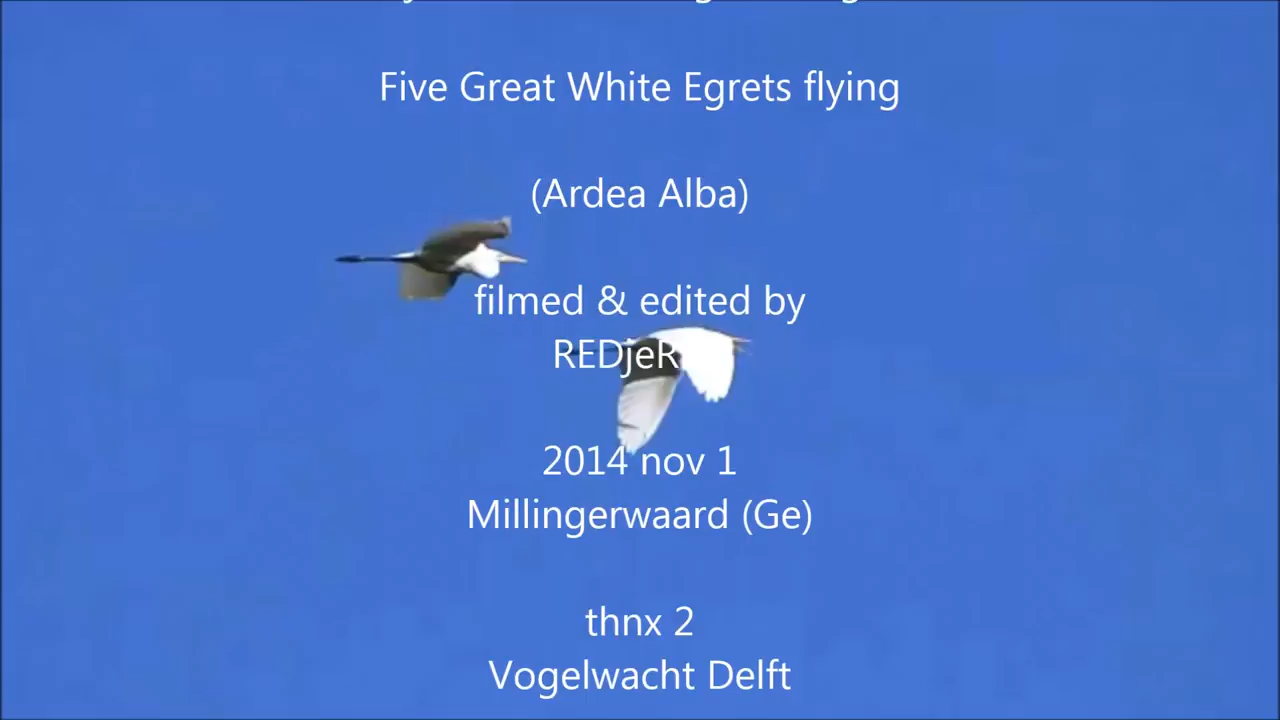 Five Great White Egrets flying
(Ardea Alba)
filmed & edited by
2014 nov 1
Millingerwaard (Ge)
thnx 2
Vogelwacht Delft